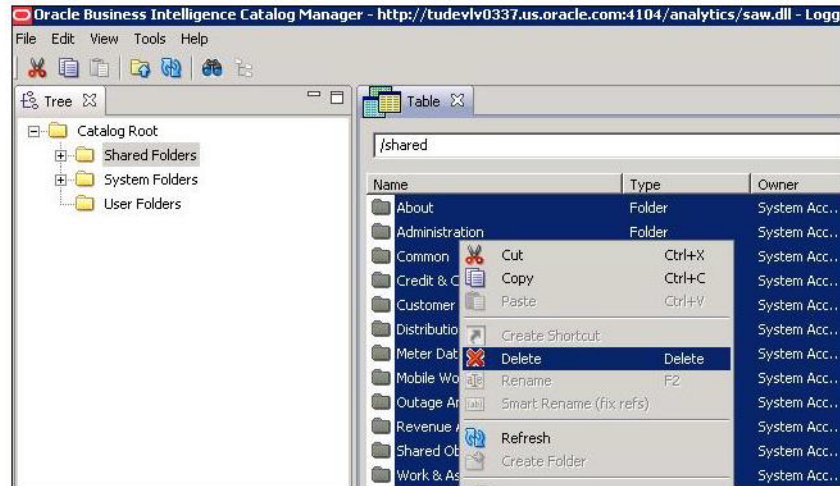 Oracle Business Intelligence Catalog Manager - http://tudevlv0337.us.oracle.com:4104/analytics/saw.dll - Logg
File Edit View Tools Help
Tree
Catalog Root
Shared Folders
System Folders
User Folders
Table
/shared
Name Type Owner
About Folder System Acc..
Administration Folder System Acc..
Common System Acc..
Credit & C System Acc..
Customer System Acc..
Distributio System Acc..
Meter Dat System Acc..
Mobile Wo System Acc..
Outage An System Acc..
Revenue System Acc..
Shared Ob System Acc..
Work & As System Acc..
Cut Ctrl+X
Copy Ctrl+C
Paste Ctrl+V
Create Shortcut
Delete Delete
Rename F2
Smart Rename (fix refs)
Refresh
Create Folder